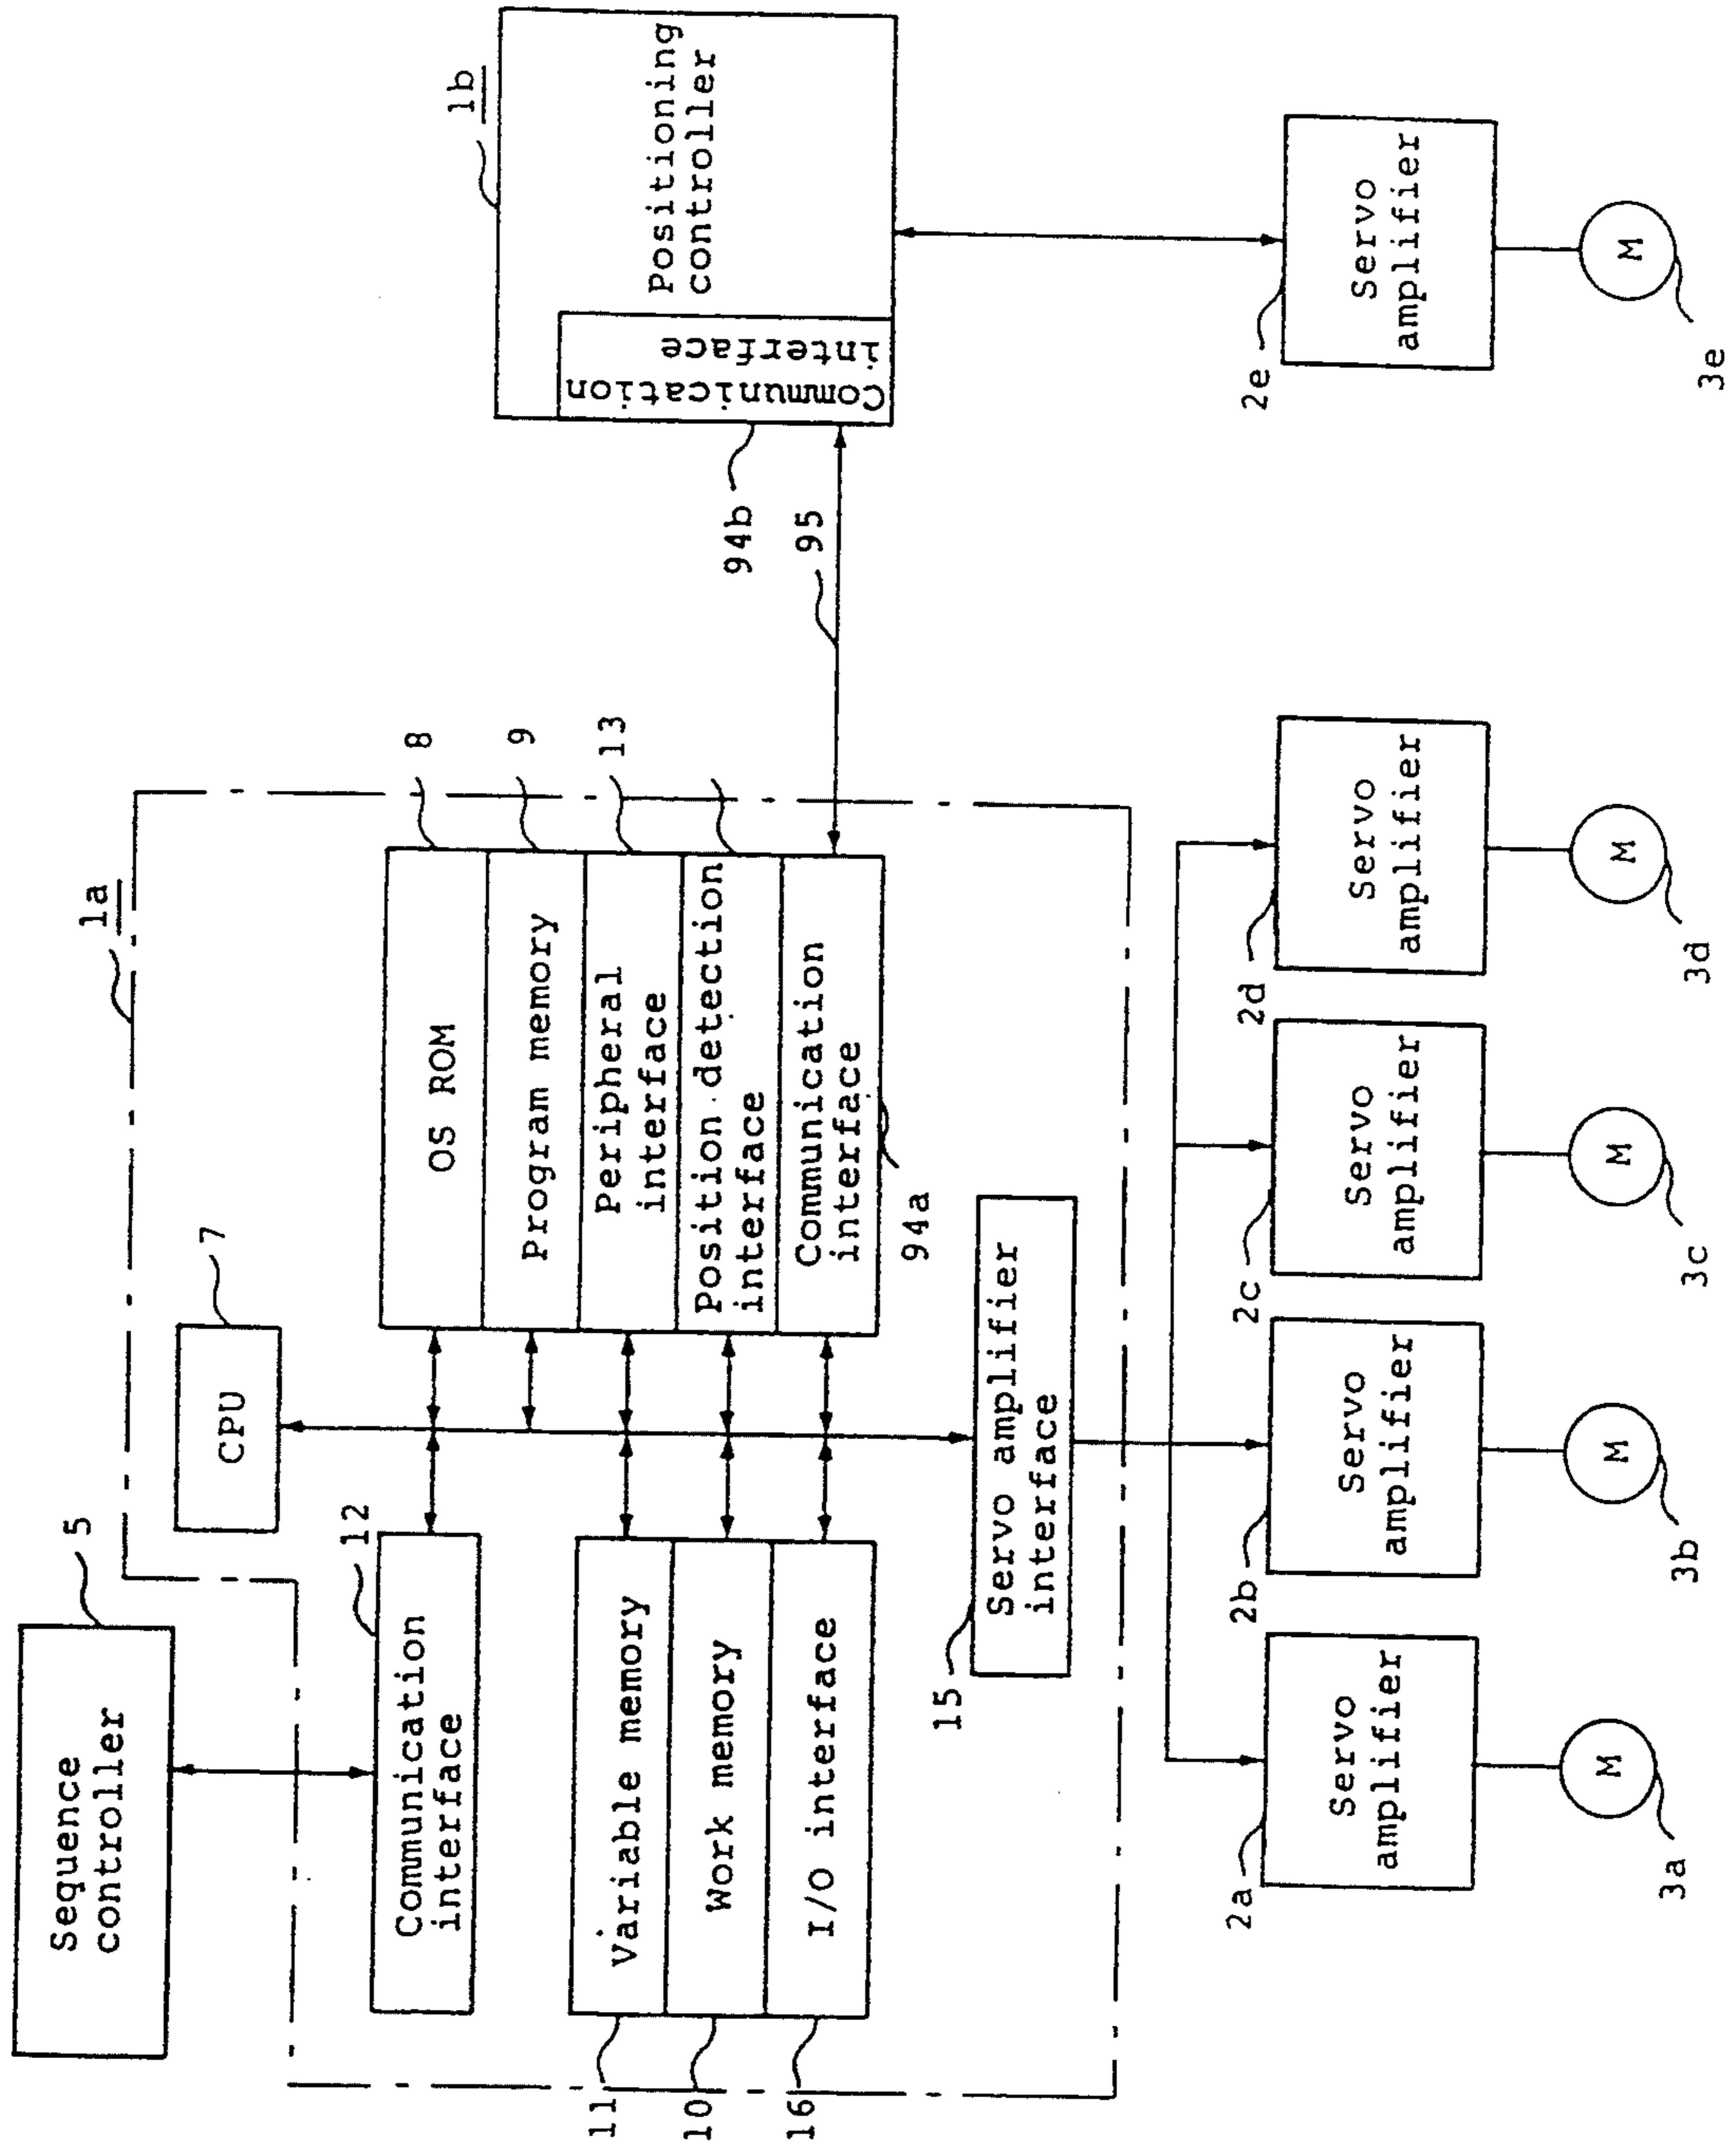 Sequence
controller
5
1a
1b
CPU
7
12
Communication
interface
OS ROM
8
Program memory
9
Peripheral
interface
13
Position detection
interface
Communication
interface
94a
11
Variable memory
10
Work memory
16
I/O interface
15
Servo amplifier
interface
Positioning
controller
Communication
interface
94b
95
2a
Servo
amplifier
M
3a
2b
Servo
amplifier
M
3b
2c
Servo
amplifier
M
3c
2d
Servo
amplifier
M
3d
2e
Servo
amplifier
M
3e